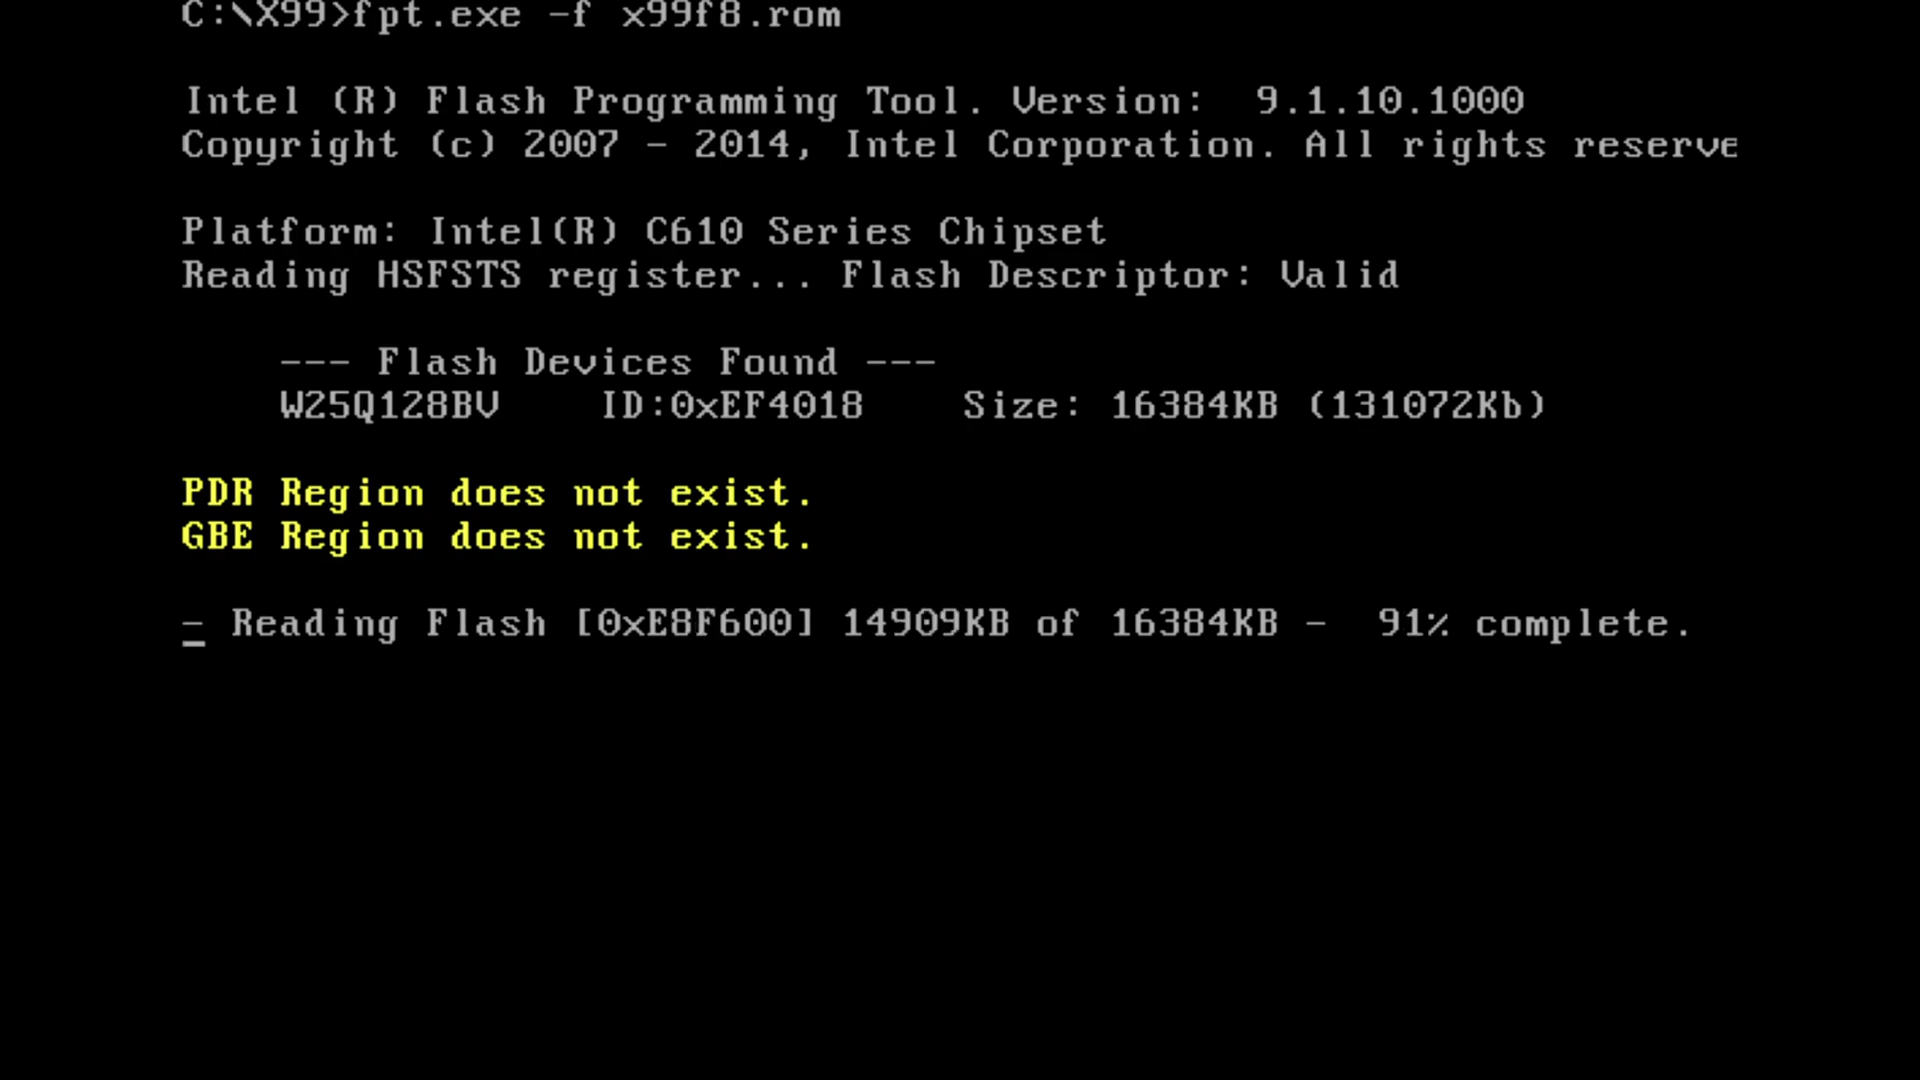 C:\X99>fpt.exe -f x99f8.rom
Intel (R) Flash Programming Tool. Version:  9.1.10.1000
Copyright (c) 2007 - 2014, Intel Corporation. All rights reserve
Platform: Intel(R) C610 Series Chipset
Reading HSFSTS register... Flash Descriptor: Valid
--- Flash Devices Found ---
W25Q128BV    ID:0xEF4018    Size: 16384KB (131072Kb)
PDR Region does not exist.
GBE Region does not exist.
- Reading Flash [0xE8F600] 14909KB of 16384KB -  91% complete.